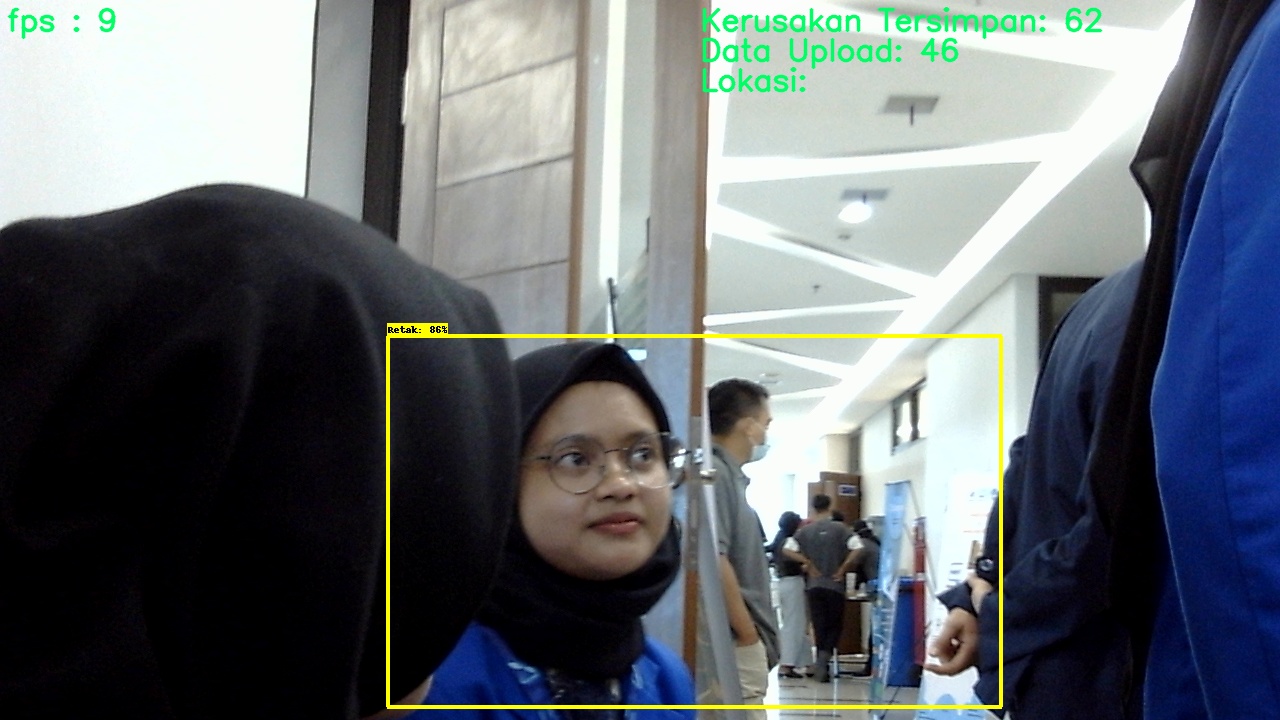 fps : 9
Kerusakan Tersimpan: 62
Data Upload: 46
Lokasi:
Retak: 86%